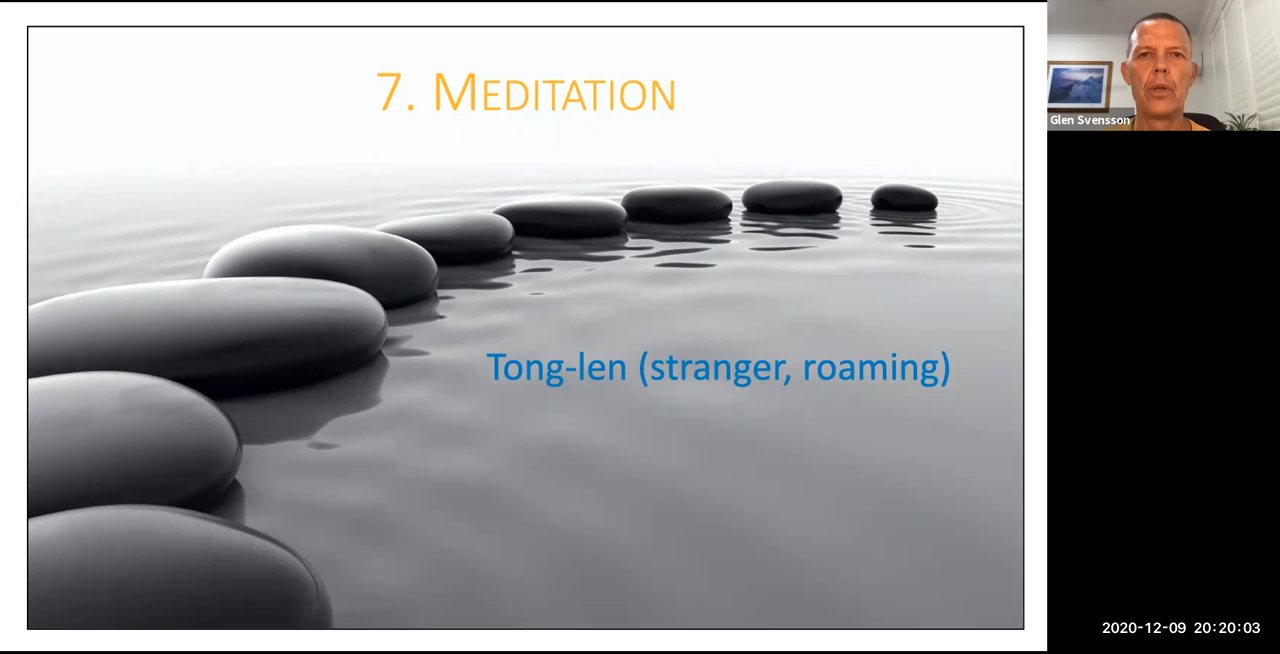 7. MEDITATION
Tong-len (stranger, roaming)
Glen Svensson
2020-12-09 20:20:03